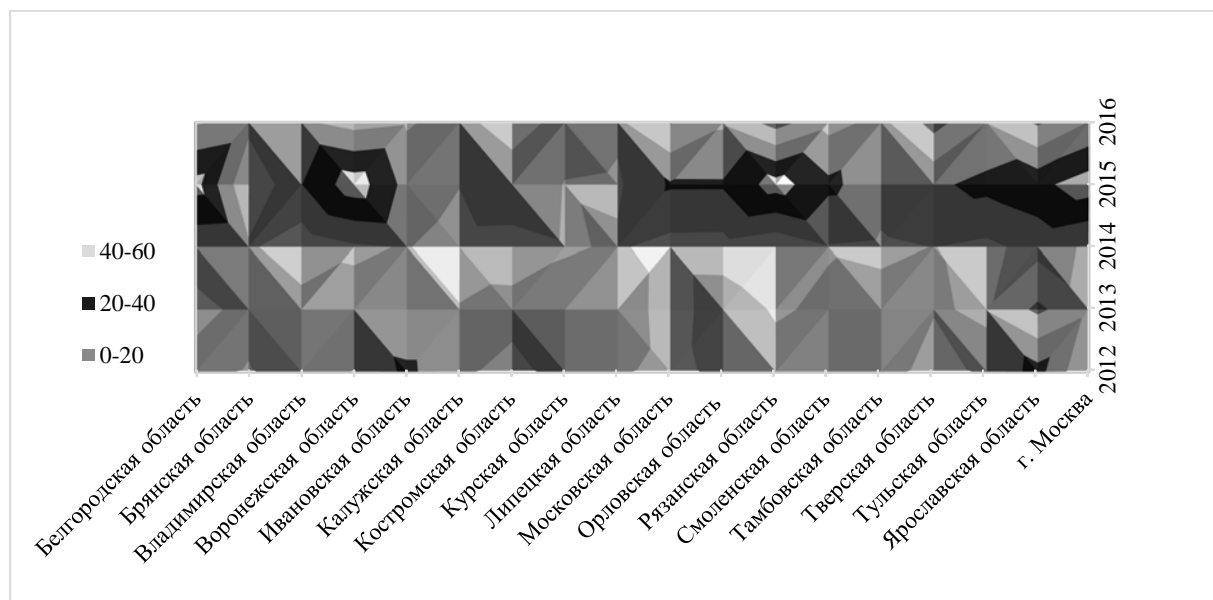 40-60
20-40
0-20
2016
2015
2014
2013
2012
Белгородская область
Брянская область
Владимирская область
Воронежская область
Ивановская область
Калужская область
Костромская область
Курская область
Липецкая область
Московская область
Орловская область
Рязанская область
Смоленская область
Тамбовская область
Тверская область
Тульская область
Ярославская область
г. Москва